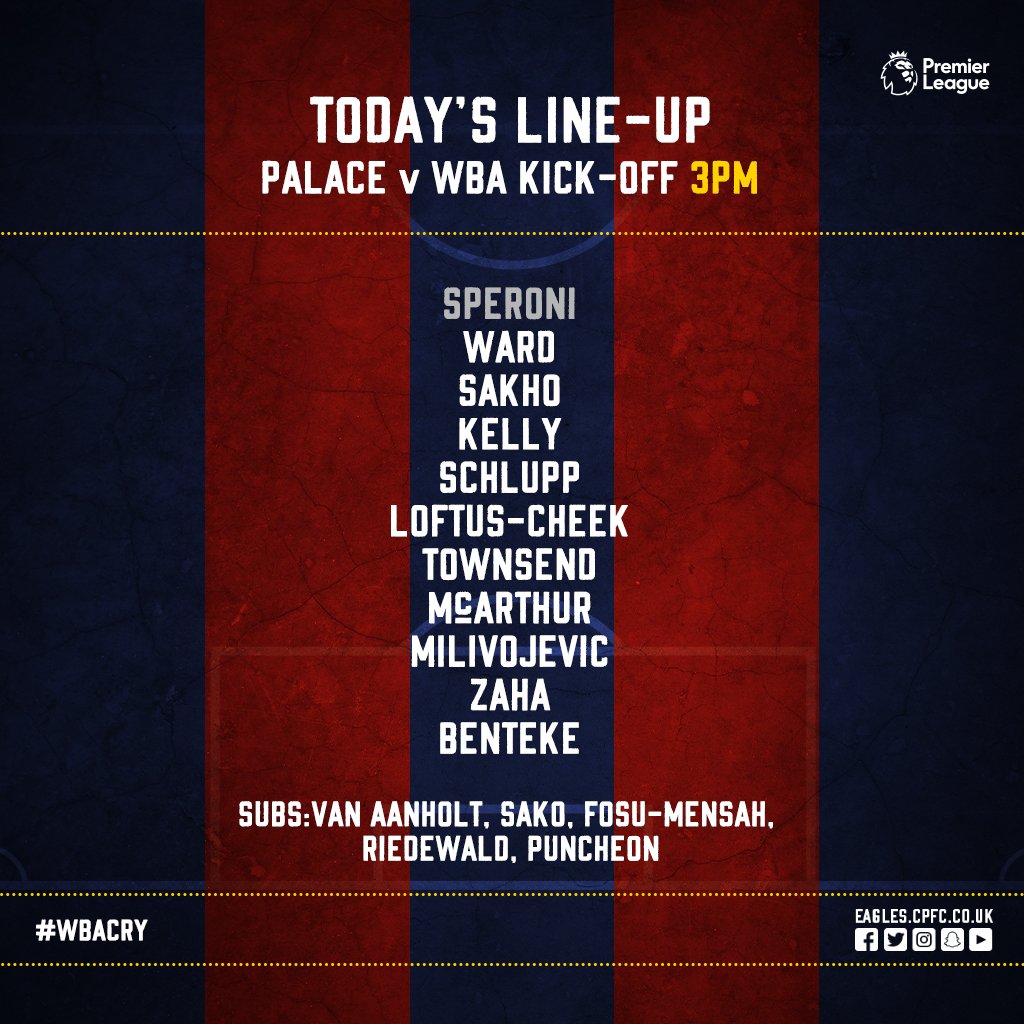 Premier
League
TODAY'S LINE-UP
PALACE v WBA KICK-OFF 3PM
SPERONI
WARD
SAKHO
KELLY
SCHLUPP
LOFTUS-CHEEK
TOWNSEND
McARTHUR
MILIVOJEVIC
ZAHA
BENTEKE
SUBS:VAN AANHOLT, SAKO, FOSU-MENSAH,
RIEDEWALD, PUNCHEON
#WBACRY
EAGLES.CPFC.CO.UK